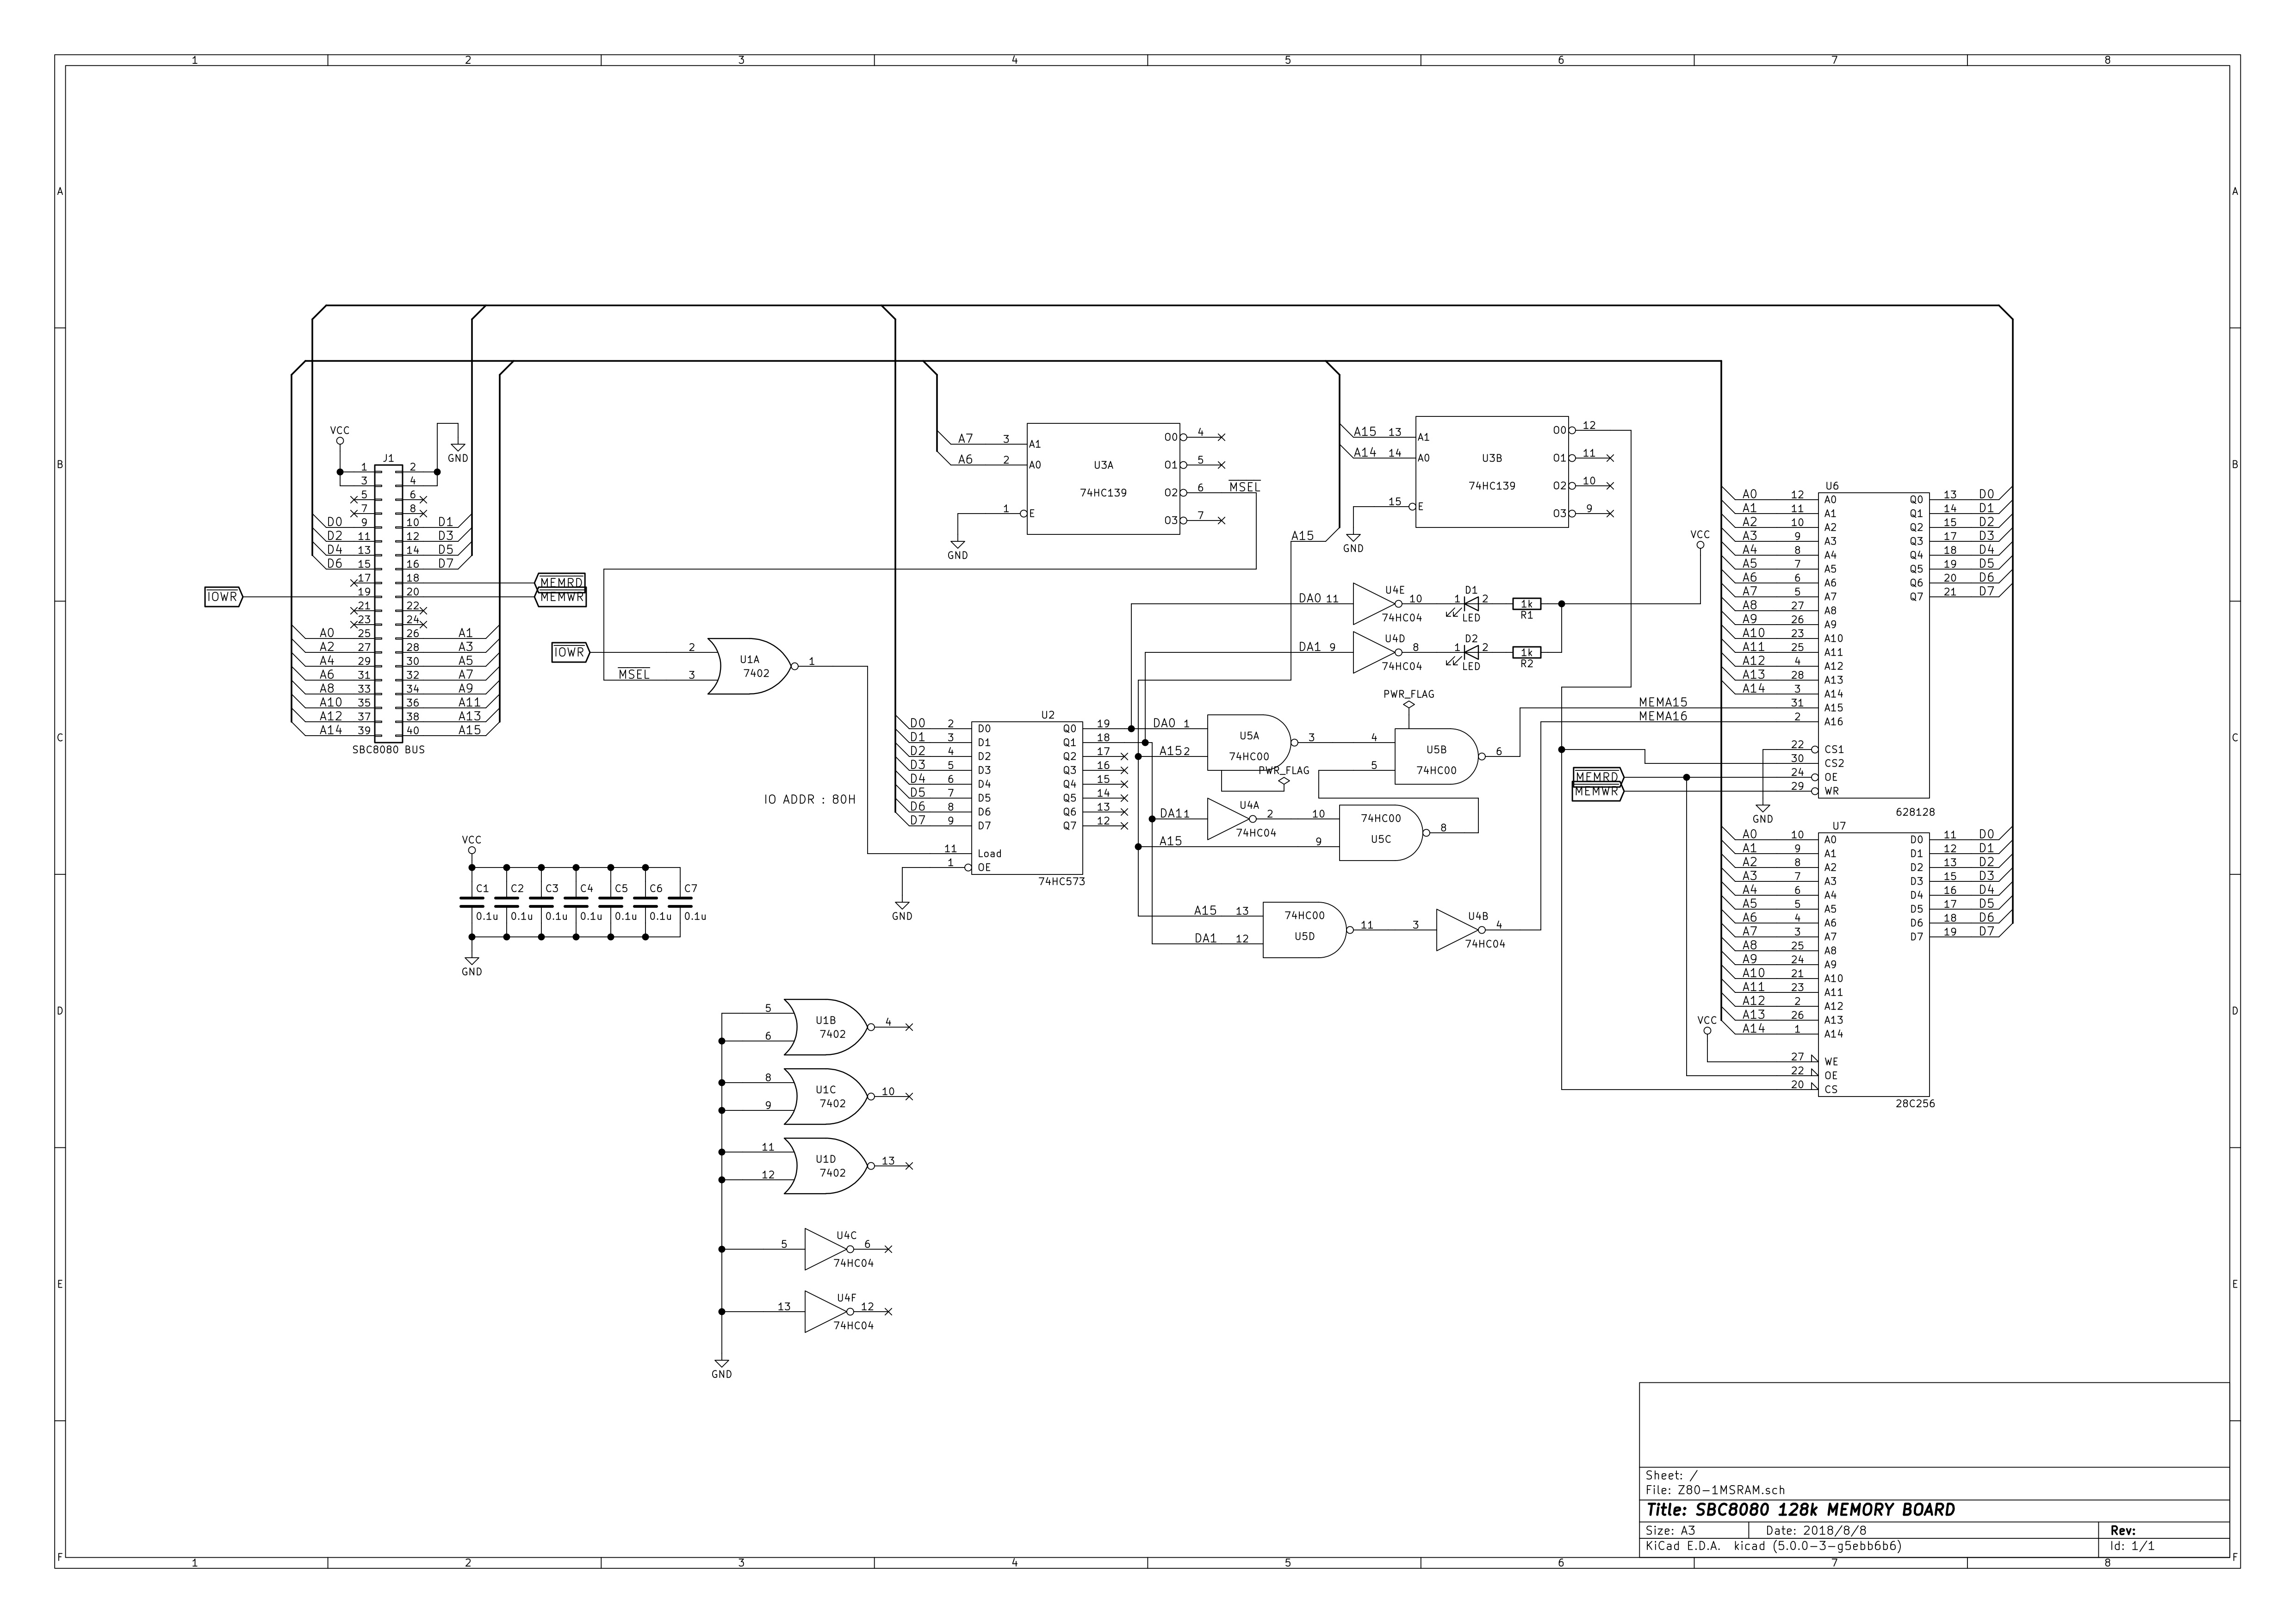 1 2 3 4 5 6 7 8
A A
B B
C C
D D
E E
F F
VCC
GND
J1
1 2
3 4
5 6
7 8
D0 9 10 D1
D2 11 12 D3
D4 13 14 D5
D6 15 16 D7
17 18 MEMRD
IOWR 19 20 MEMWR
21 22
23 24
A0 25 26 A1
A2 27 28 A3
A4 29 30 A5
A6 31 32 A7
A8 33 34 A9
A10 35 36 A11
A12 37 38 A13
A14 39 40 A15
SBC8080 BUS
IOWR 2
U1A
7402
1
MSEL 3
A7 3 A1
A6 2 A0
1 E
GND
U3A
74HC139
O0 4
O1 5
O2 6 MSEL
O3 7
A15 13 A1
A14 14 A0
15 E
GND
U3B
74HC139
O0 12
O1 11
O2 10
O3 9
A15
DA0 11 U4E 10
74HC04
1 D1 2
LED
1k
R1
VCC
DA1 9 U4D 8
74HC04
1 D2 2
LED
1k
R2
IO ADDR : 80H
U2
D0 2 D0 Q0 19
D1 3 D1 Q1 18
D2 4 D2 Q2 17
D3 5 D3 Q3 16
D4 6 D4 Q4 15
D5 7 D5 Q5 14
D6 8 D6 Q6 13
D7 9 D7 Q7 12
11 Load
1 OE
74HC573
GND
DA0 1
A15 2
U5A
74HC00
3
PWR_FLAG
PWR_FLAG
4
5
U5B
74HC00
6
DA1 1 U4A 2
74HC04
10
A15 9
74HC00
U5C
8
A15 13
DA1 12
74HC00
U5D
11
3 U4B 4
74HC04
MEMA15
MEMA16
U6
A0 12 A0 Q0 13 D0
A1 11 A1 Q1 14 D1
A2 10 A2 Q2 15 D2
A3 9 A3 Q3 17 D3
A4 8 A4 Q4 18 D4
A5 7 A5 Q5 19 D5
A6 6 A6 Q6 20 D6
A7 5 A7 Q7 21 D7
A8 27 A8
A9 26 A9
A10 23 A10
A11 25 A11
A12 4 A12
A13 28 A13
A14 3 A14
31 A15
2 A16
22 CS1
30 CS2
MEMRD 24 OE
MEMWR 29 WR
GND
628128
U7
A0 10 A0 D0 11 D0
A1 9 A1 D1 12 D1
A2 8 A2 D2 13 D2
A3 7 A3 D3 15 D3
A4 6 A4 D4 16 D4
A5 5 A5 D5 17 D5
A6 4 A6 D6 18 D6
A7 3 A7 D7 19 D7
A8 25 A8
A9 24 A9
A10 21 A10
A11 23 A11
A12 2 A12
A13 26 A13
A14 1 A14
VCC
27 WE
22 OE
20 CS
28C256
VCC
C1 C2 C3 C4 C5 C6 C7
0.1u 0.1u 0.1u 0.1u 0.1u 0.1u 0.1u
GND
5
6
U1B
7402
4
8
9
U1C
7402
10
11
12
U1D
7402
13
5 U4C 6
74HC04
13 U4F 12
74HC04
GND
Sheet: /
File: Z80-1MSRAM.sch
Title: SBC8080 128k MEMORY BOARD
Size: A3 Date: 2018/8/8 Rev:
KiCad E.D.A. kicad (5.0.0-3-g5ebb6b6) Id: 1/1
1 2 3 4 5 6 7 8